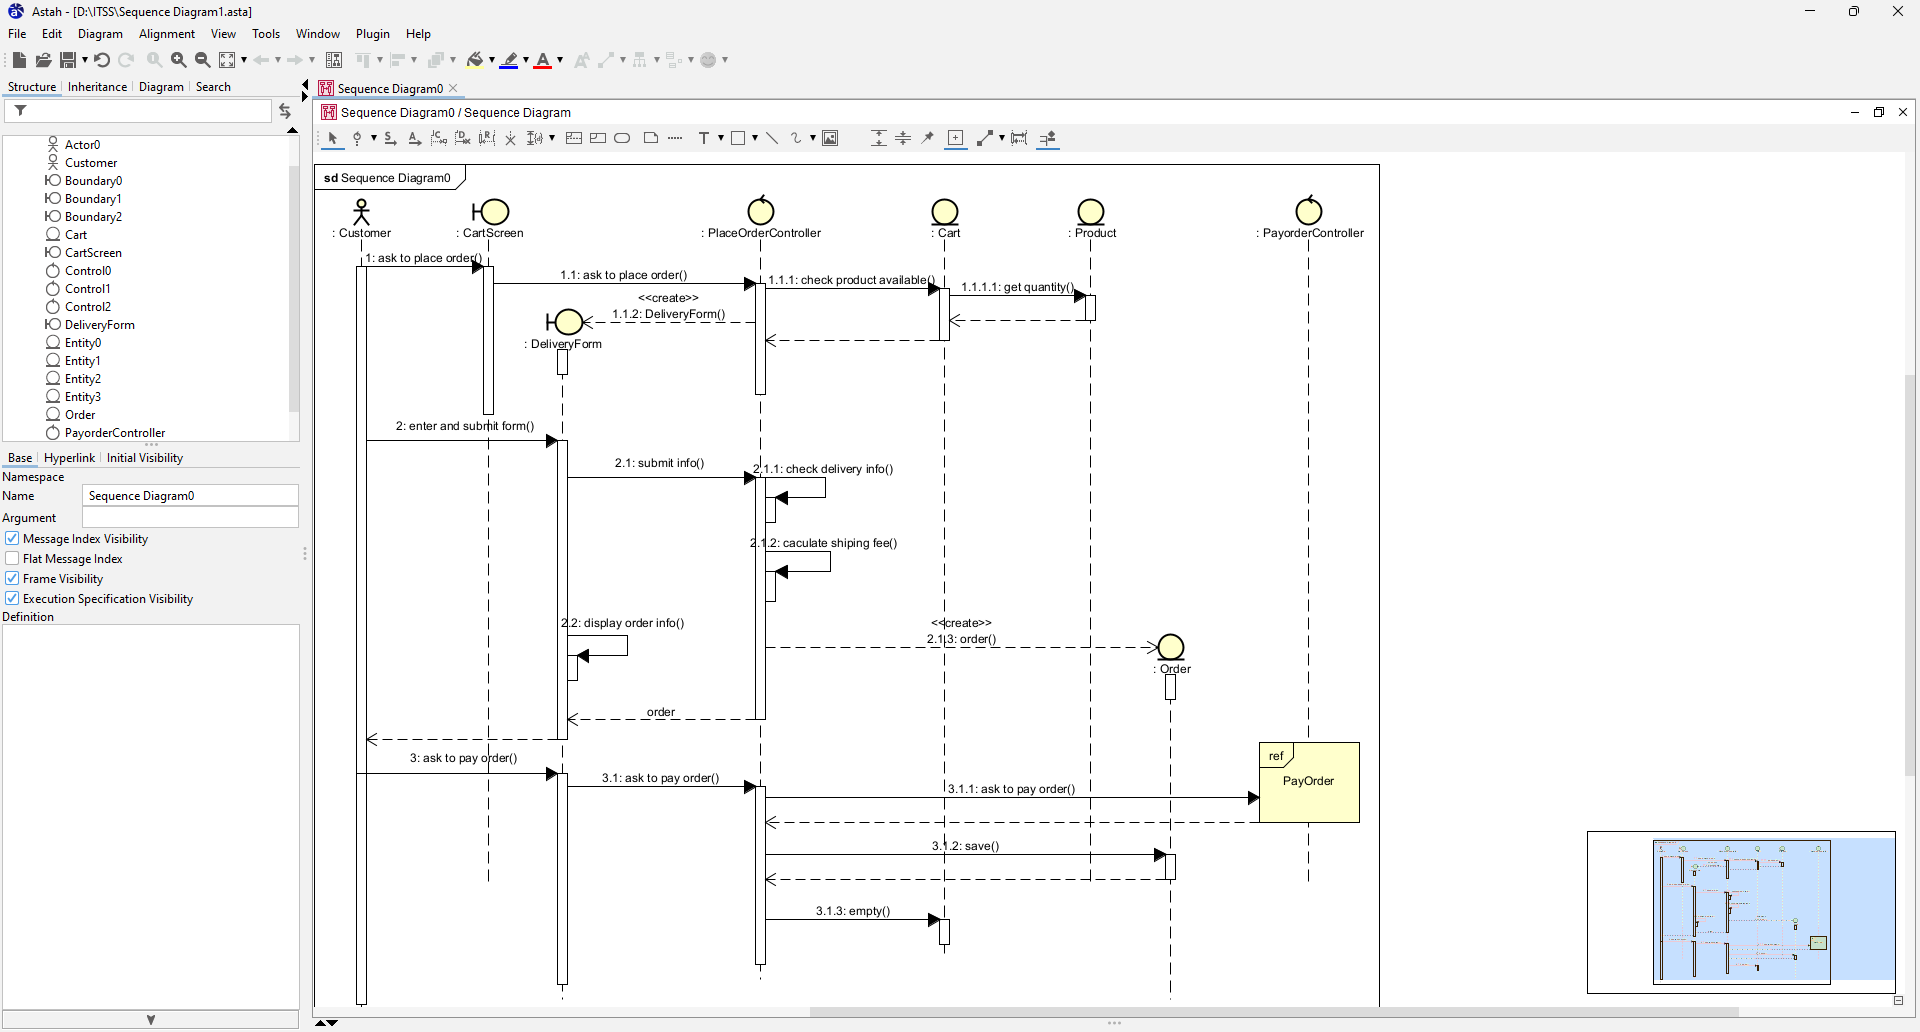 Astah - [D:\ITSS\Sequence Diagram1.asta]
File Edit Diagram Alignment View Tools Window Plugin Help
Structure Inheritance Diagram Search
Actor0
Customer
Boundary0
Boundary1
Boundary2
Cart
CartScreen
Control0
Control1
Control2
DeliveryForm
Entity0
Entity1
Entity2
Entity3
Order
PayorderController
Base Hyperlink Initial Visibility
Namespace
Name Sequence Diagram0
Argument
Message Index Visibility
Flat Message Index
Frame Visibility
Execution Specification Visibility
Definition
Sequence Diagram0
Sequence Diagram0 / Sequence Diagram
sd Sequence Diagram0
: Customer : CartScreen : PlaceOrderController : Cart : Product : PayorderController
1: ask to place order()
1.1: ask to place order()
1.1.1: check product available()
1.1.1.1: get quantity()
<<create>>
1.1.2: DeliveryForm()
: DeliveryForm
2: enter and submit form()
2.1: submit info()
2.1.1: check delivery info()
2.1.2: caculate shiping fee()
2.2: display order info()
<<create>>
2.1.3: order()
: Order
order
3: ask to pay order()
3.1: ask to pay order()
ref
PayOrder
3.1.1: ask to pay order()
3.1.2: save()
3.1.3: empty()